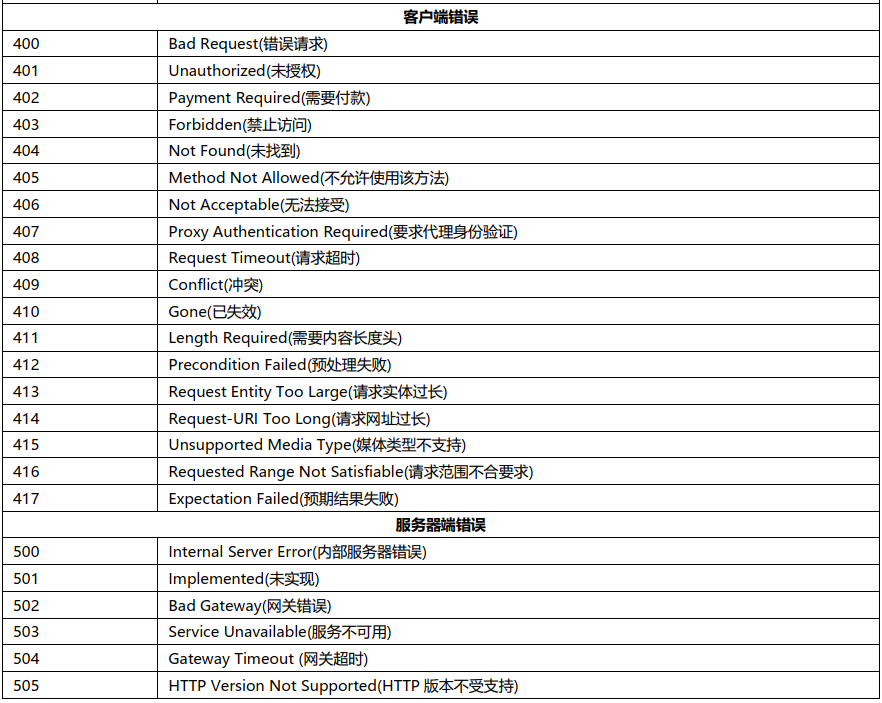 客户端错误
400 Bad Request(错误请求)
401 Unauthorized(未授权)
402 Payment Required(需要付款)
403 Forbidden(禁止访问)
404 Not Found(未找到)
405 Method Not Allowed(不允许使用该方法)
406 Not Acceptable(无法接受)
407 Proxy Authentication Required(要求代理身份验证)
408 Request Timeout(请求超时)
409 Conflict(冲突)
410 Gone(已失效)
411 Length Required(需要内容长度头)
412 Precondition Failed(预处理失败)
413 Request Entity Too Large(请求实体过长)
414 Request-URI Too Long(请求网址过长)
415 Unsupported Media Type(媒体类型不支持)
416 Requested Range Not Satisfiable(请求范围不合要求)
417 Expectation Failed(预期结果失败)
服务器端错误
500 Internal Server Error(内部服务器错误)
501 Implemented(未实现)
502 Bad Gateway(网关错误)
503 Service Unavailable(服务不可用)
504 Gateway Timeout (网关超时)
505 HTTP Version Not Supported(HTTP 版本不受支持)